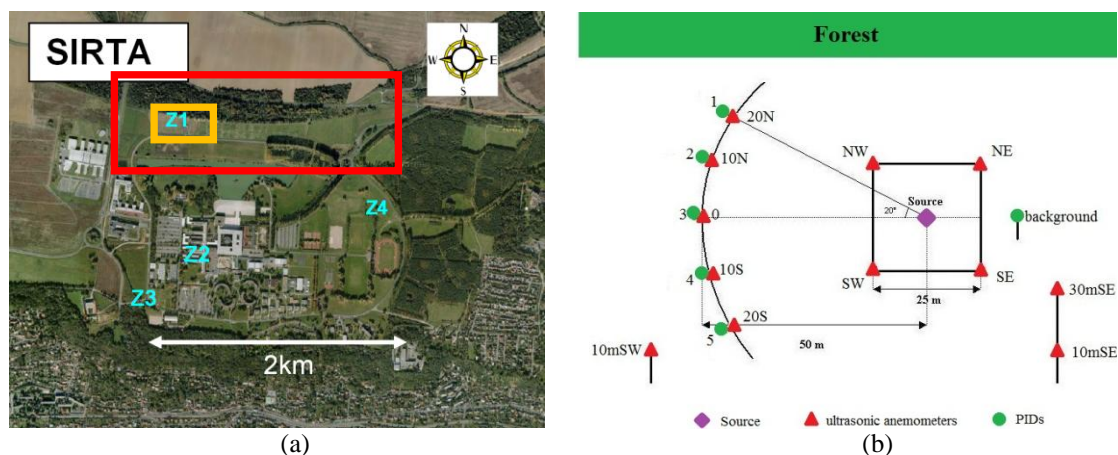 SIRTA
N
W
E
S
Z1
Z4
Z2
Z3
2km
(a)
Forest
1
20N
2
10N
NW
NE
Source
20°
3
0
background
4
10S
SW
SE
25 m
30mSE
20S
5
50 m
10mSW
10mSE
Source
ultrasonic anemometers
PIDs
(b)